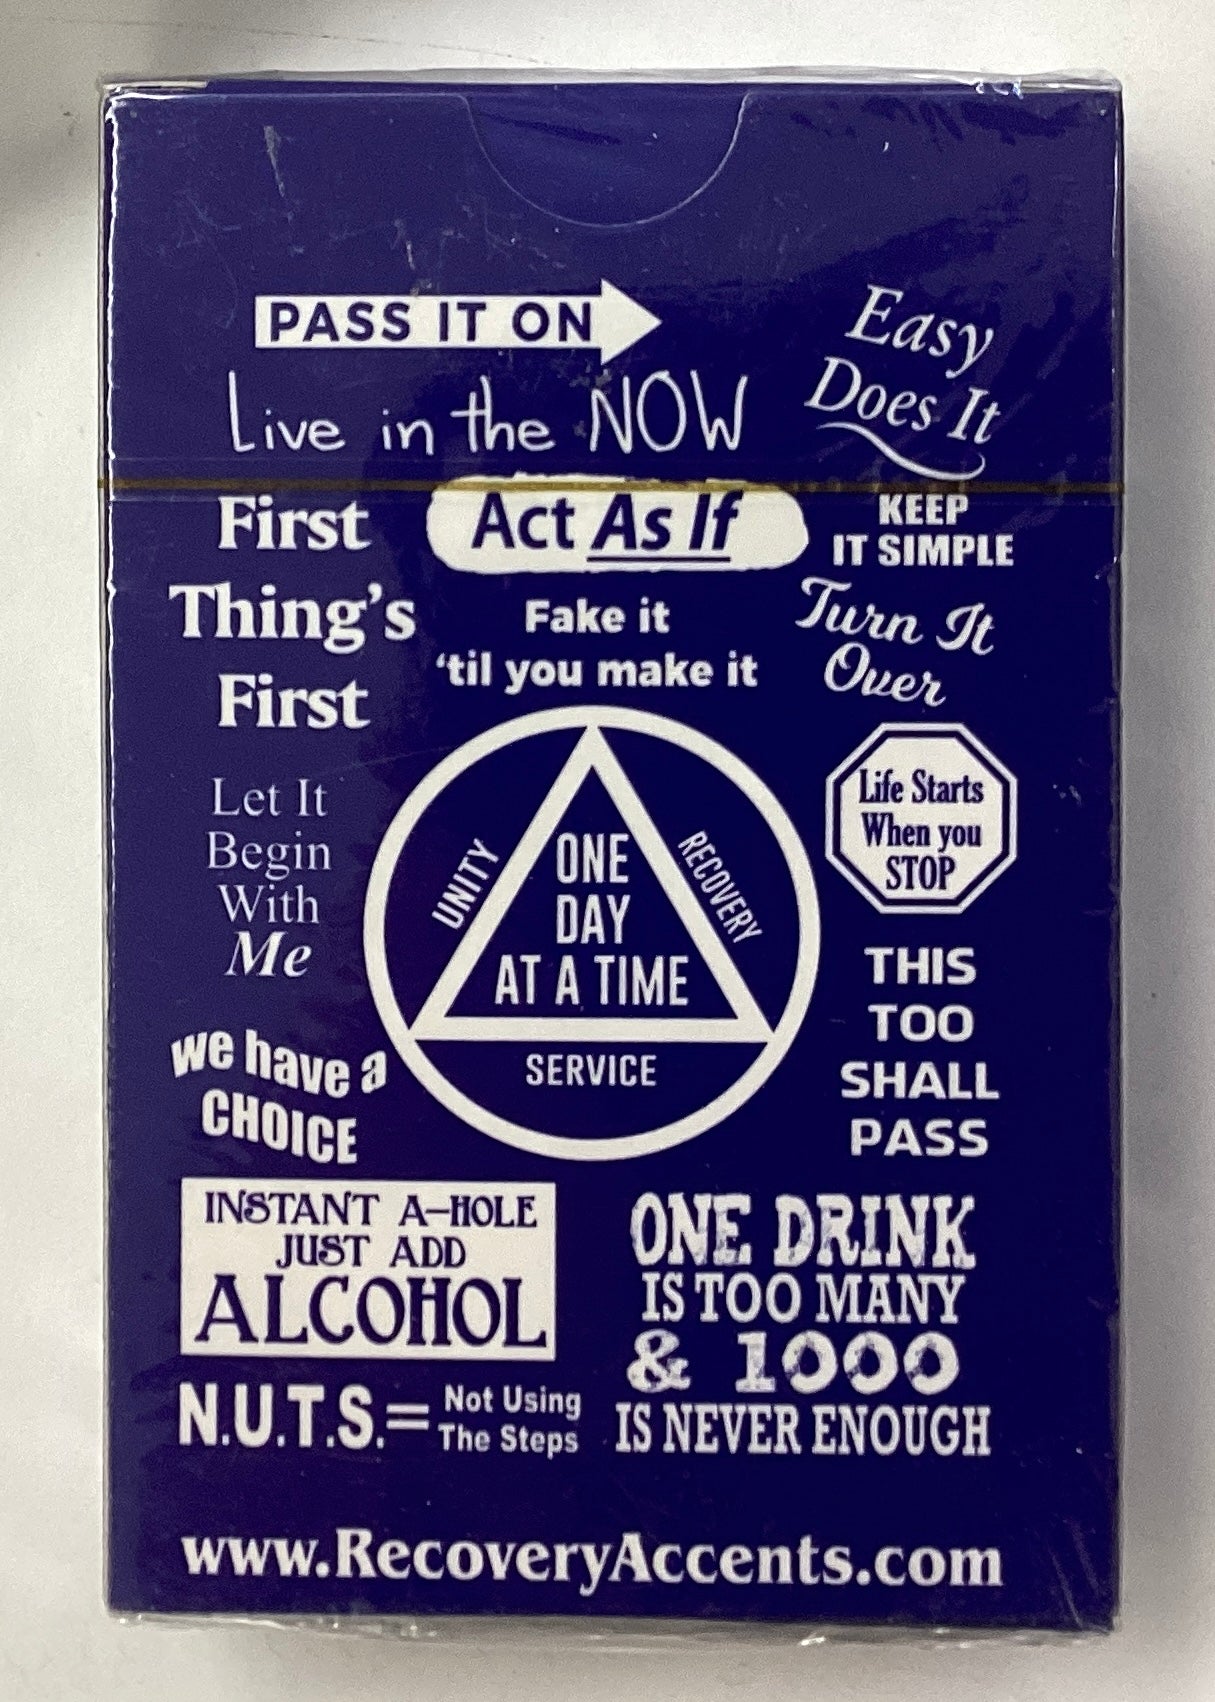 PASS IT ON
Live in the NOW
Easy
Does It
First
Thing's
First
Act As If
KEEP
IT SIMPLE
Fake it
‘til you make it
Turn It
Over
Let It
Begin
With
Me
UNITY
RECOVERY
ONE
DAY
AT A TIME
SERVICE
Life Starts
When you
STOP
we have a
CHOICE
THIS
TOO
SHALL
PASS
INSTANT A-HOLE
JUST ADD
ALCOHOL
ONE DRINK
IS TOO MANY
& 1000
IS NEVER ENOUGH
N.U.T.S.= Not Using
The Steps
www.RecoveryAccents.com